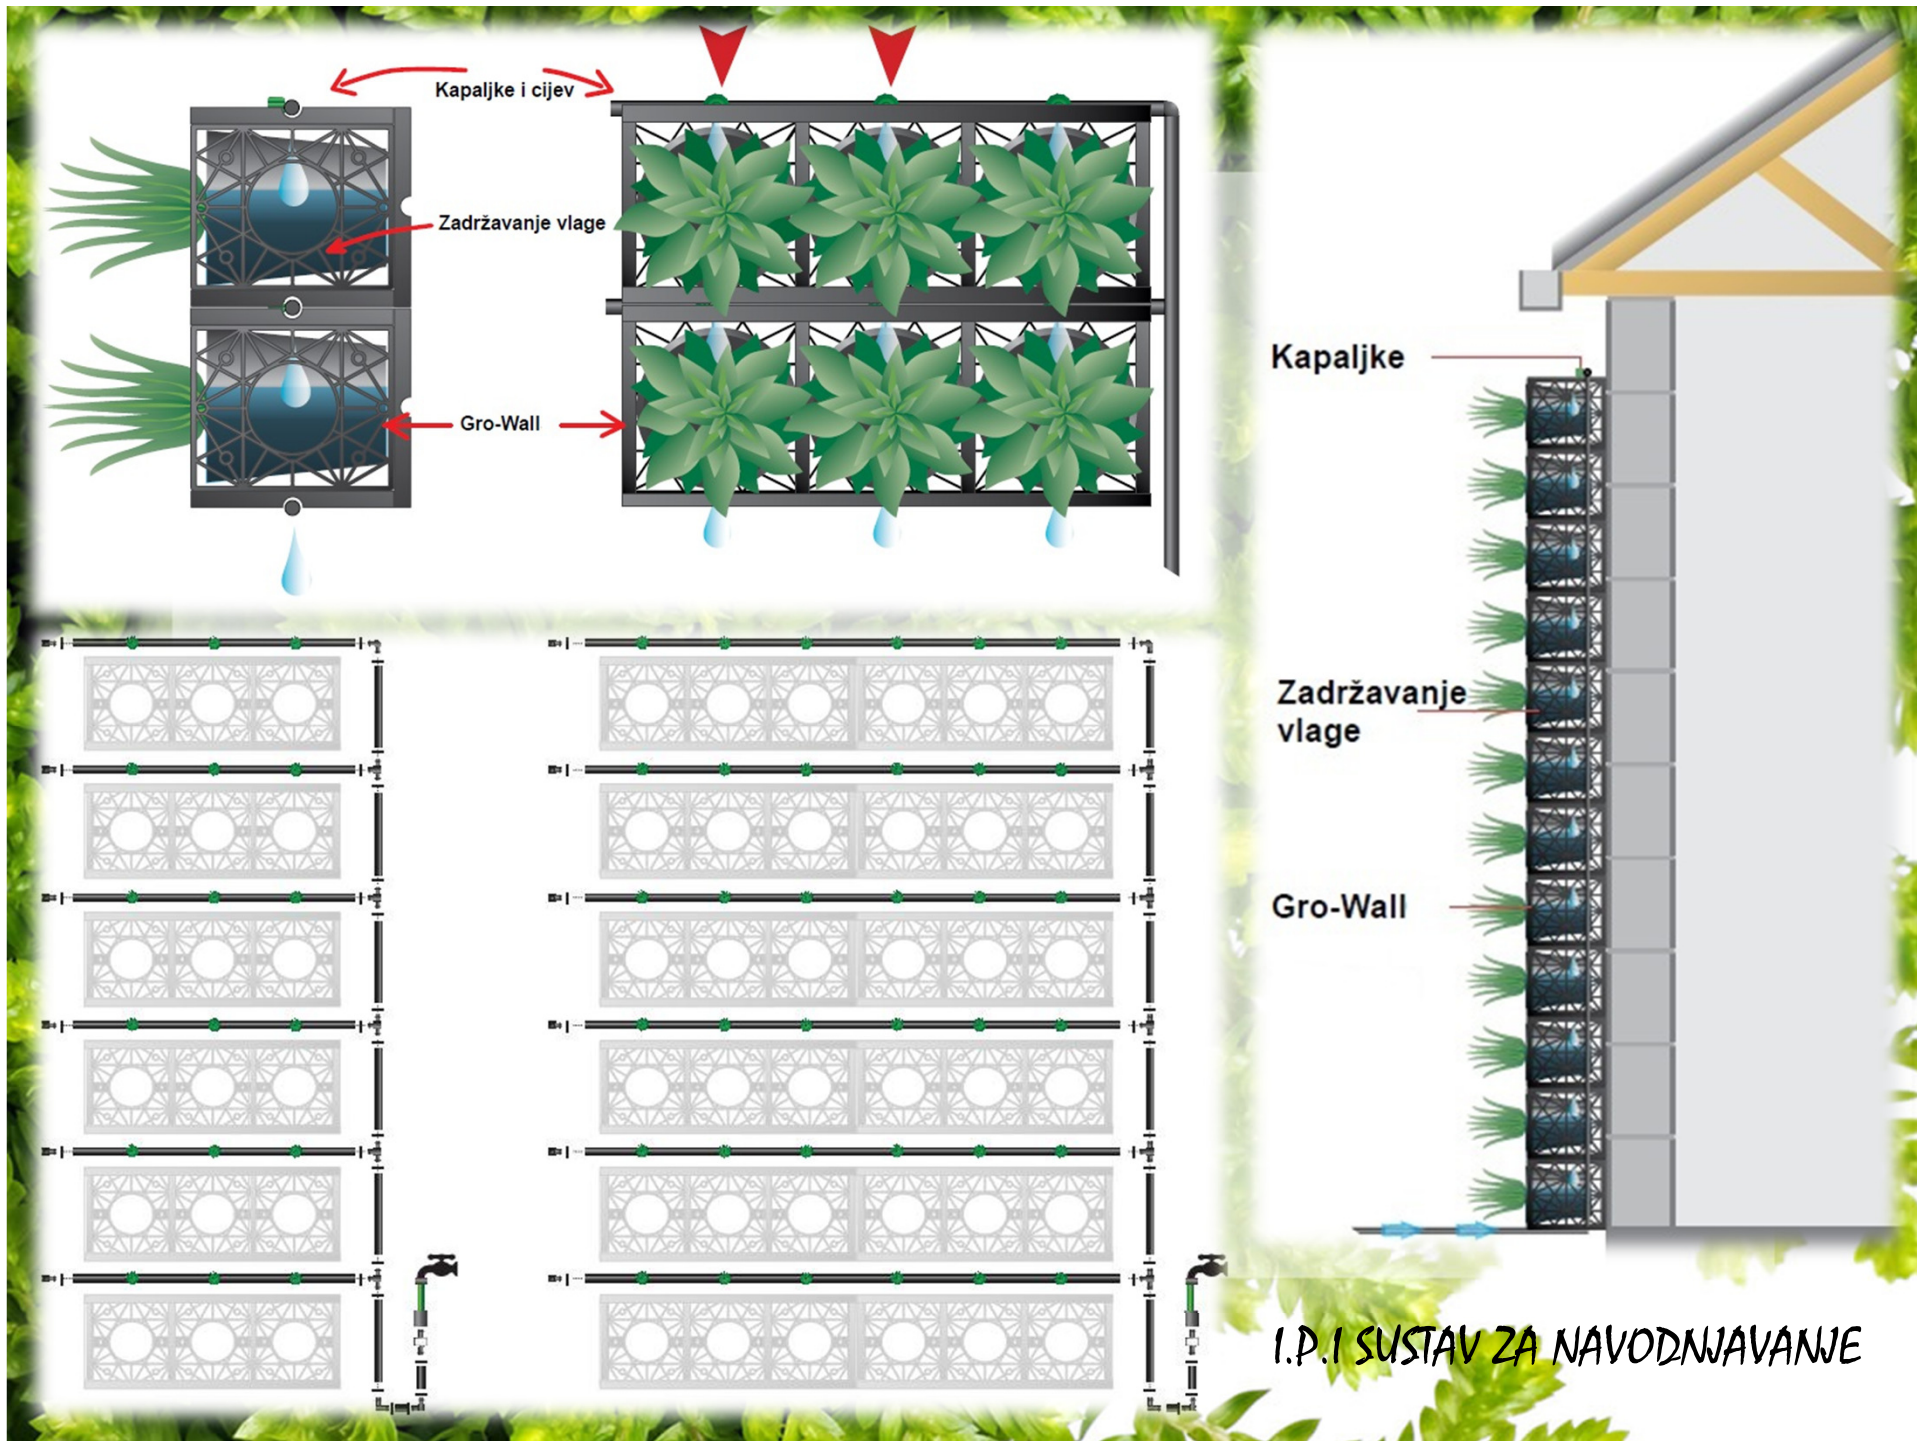 Kapaljke i cijev
Zadržavanje vlage
Gro-Wall
Kapaljke
Zadržavanje
vlage
Gro-Wall
I.P.I SUSTAV ZA NAVODNJAVANJE